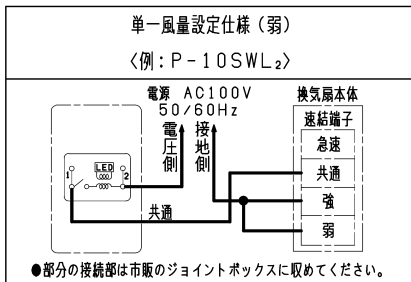 単一風量設定仕様（弱）
〈例：P-10SWL₂〉
電源 AC100V
50/60Hz
換気扇本体
速結端子
急速
共通
強
弱
電圧側
接地側
LED
1
2
共通
●部分の接続部は市販のジョイントボックスに収めてください。